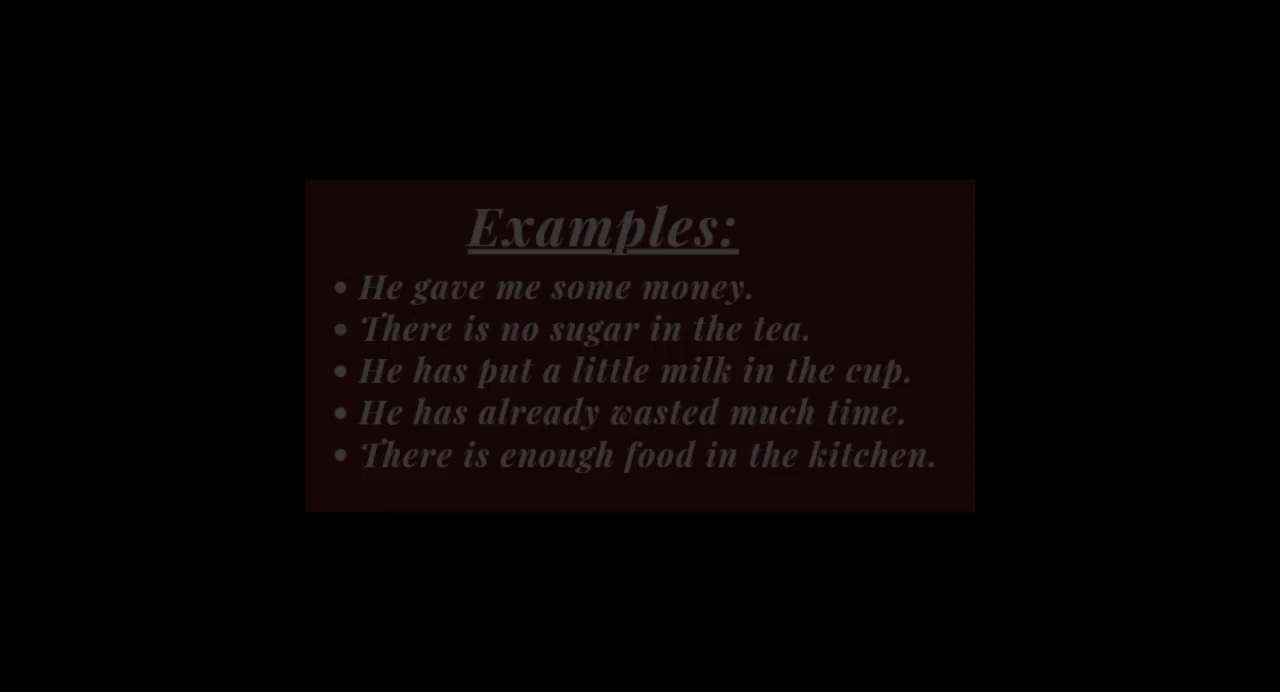 Examples:
• He gave me some money.
• There is no sugar in the tea.
• He has put a little milk in the cup.
• He has already wasted much time.
• There is enough food in the kitchen.